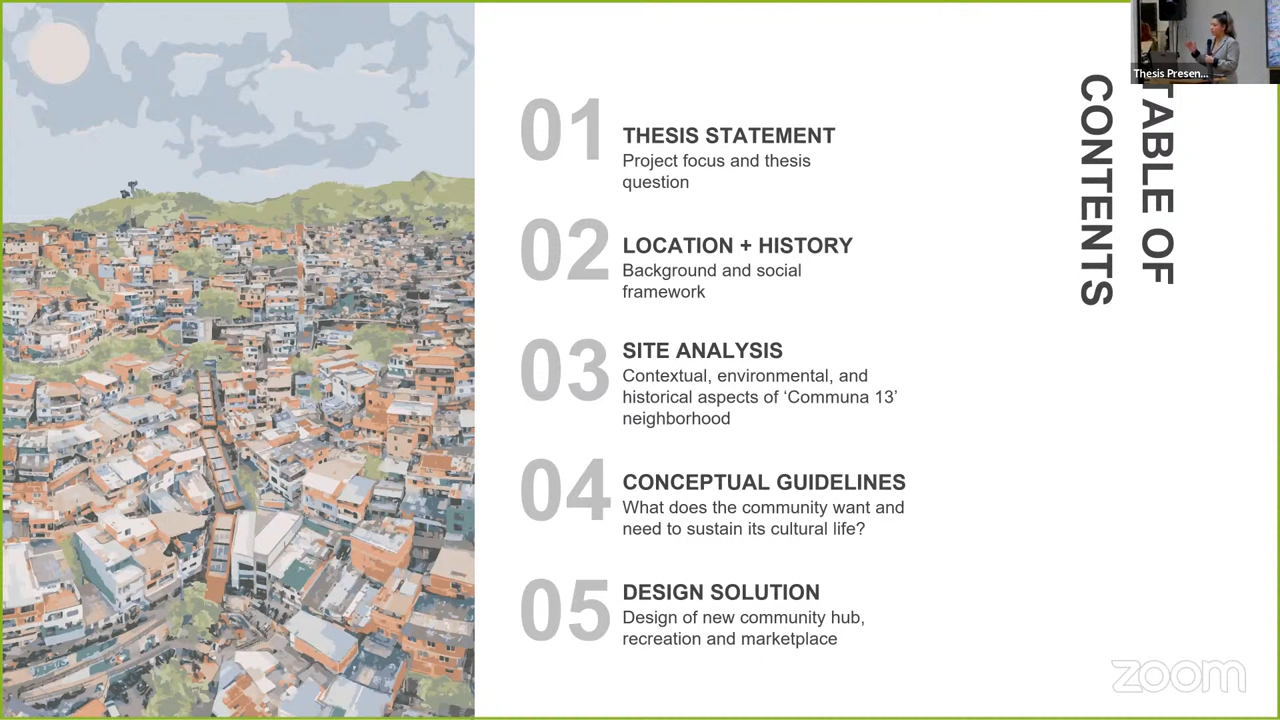 TABLE OF
CONTENTS
01
THESIS STATEMENT
Project focus and thesis
question
02
LOCATION + HISTORY
Background and social
framework
03
SITE ANALYSIS
Contextual, environmental, and
historical aspects of ‘Communa 13’
neighborhood
04
CONCEPTUAL GUIDELINES
What does the community want and
need to sustain its cultural life?
05
DESIGN SOLUTION
Design of new community hub,
recreation and marketplace
Thesis Presen...
zoom